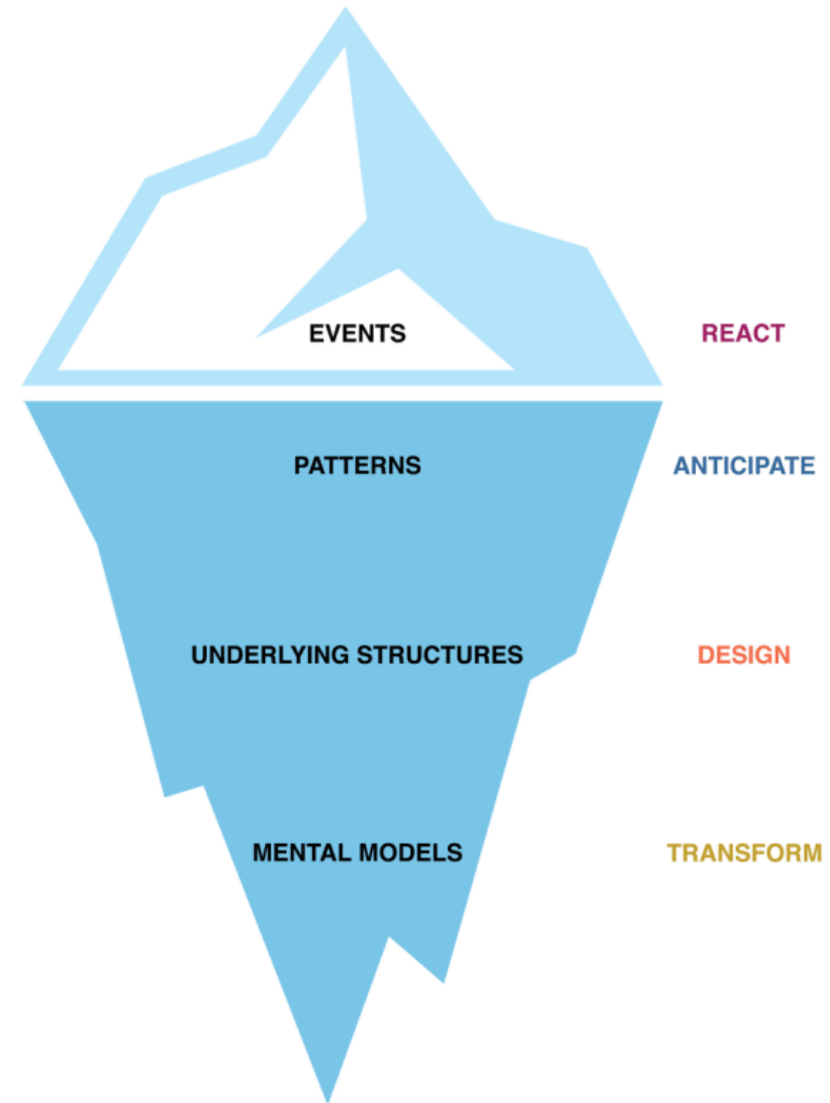 EVENTS REACT
PATTERNS ANTICIPATE
UNDERLYING STRUCTURES DESIGN
MENTAL MODELS TRANSFORM